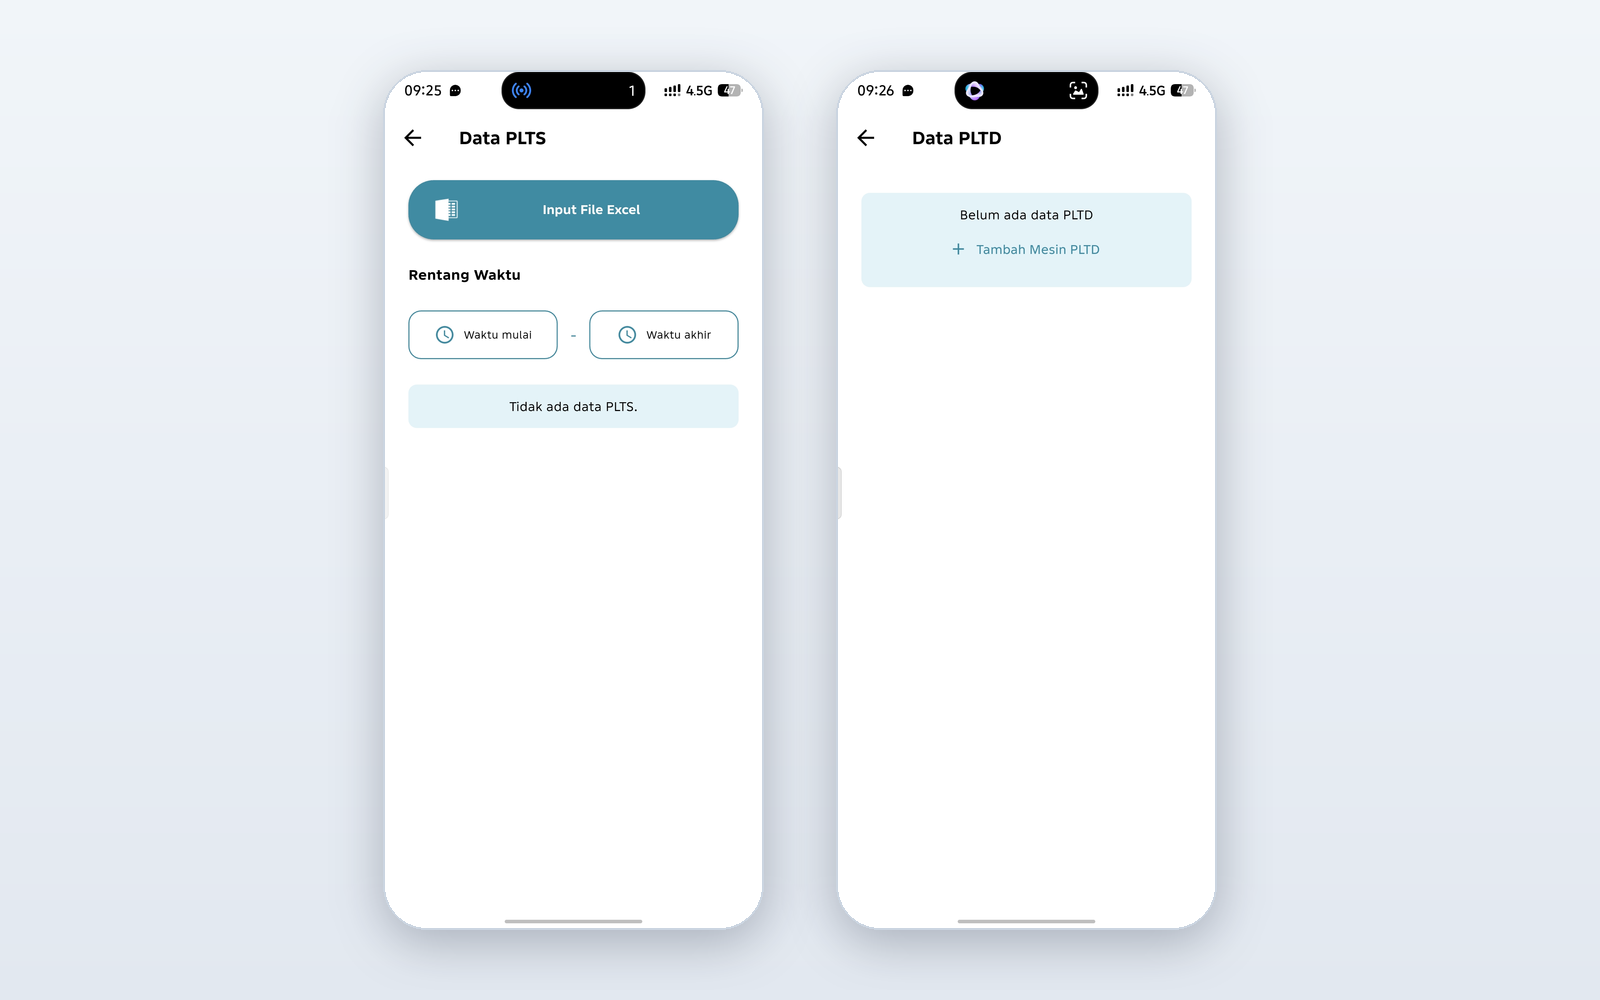 09:25
1
4.5G
47
Data PLTS
Input File Excel
Rentang Waktu
Waktu mulai
-
Waktu akhir
Tidak ada data PLTS.
09:26
4.5G
47
Data PLTD
Belum ada data PLTD
+ Tambah Mesin PLTD